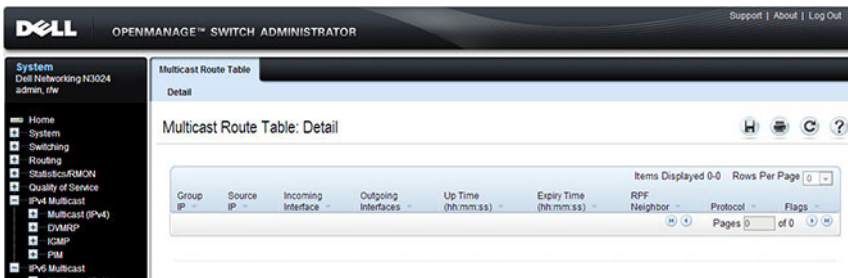 Support | About | Log Out
DELL OPENMANAGE™ SWITCH ADMINISTRATOR
System
Dell Networking N3024
admin, r/w
Home
System
Switching
Routing
Statistics/RMON
Quality of Service
IPv4 Multicast
Multicast (IPv4)
DVMRP
IGMP
PIM
IPv6 Multicast
Multicast Route Table
Detail
Multicast Route Table: Detail
?
Items Displayed 0-0 Rows Per Page 0
Group IP
Source IP
Incoming Interface
Outgoing Interfaces
Up Time (hh:mm:ss)
Expiry Time (hh:mm:ss)
RPF Neighbor
Protocol
Flags
Pages 0 of 0